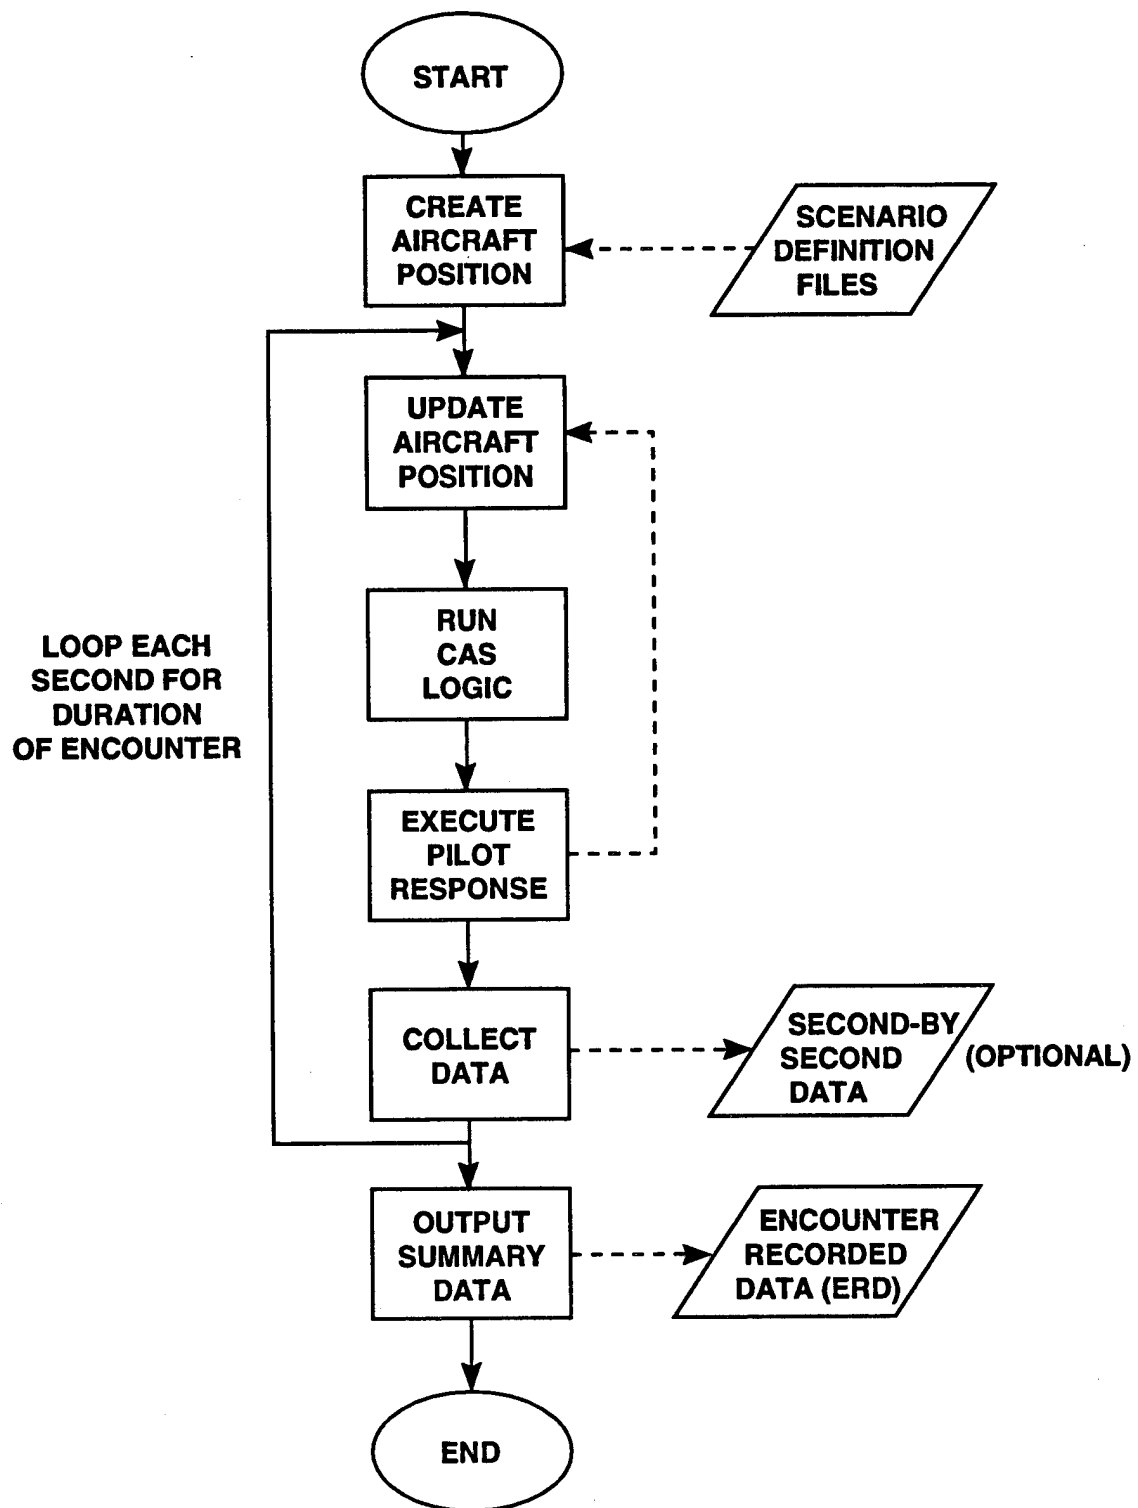 START
CREATE
AIRCRAFT
POSITION
SCENARIO
DEFINITION
FILES
UPDATE
AIRCRAFT
POSITION
LOOP EACH
SECOND FOR
DURATION
OF ENCOUNTER
RUN
CAS
LOGIC
EXECUTE
PILOT
RESPONSE
COLLECT
DATA
SECOND-BY
SECOND
DATA
(OPTIONAL)
OUTPUT
SUMMARY
DATA
ENCOUNTER
RECORDED
DATA (ERD)
END